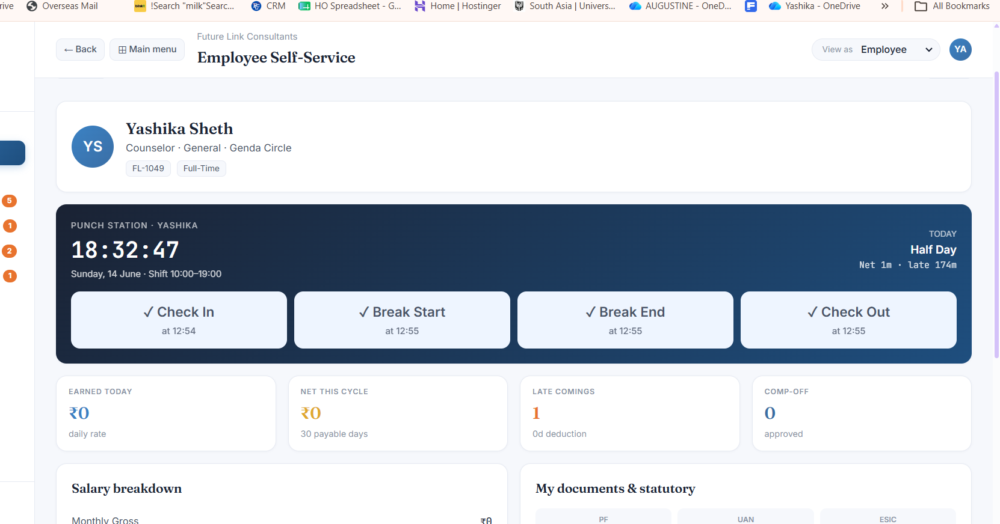 rive Overseas Mail !Search "milk"Searc... CRM HO Spreadsheet - G... Home | Hostinger South Asia | Univers... AUGUSTINE - OneD... Yashika - OneDrive » All Bookmarks
← Back Main menu
Future Link Consultants
Employee Self-Service
View as Employee YA
YS
Yashika Sheth
Counselor · General · Genda Circle
FL-1049 Full-Time
5
1
2
1
PUNCH STATION · YASHIKA
18:32:47
Sunday, 14 June · Shift 10:00–19:00
TODAY
Half Day
Net 1m · late 174m
✓ Check In
at 12:54
✓ Break Start
at 12:55
✓ Break End
at 12:55
✓ Check Out
at 12:55
EARNED TODAY
₹0
daily rate
NET THIS CYCLE
₹0
30 payable days
LATE COMINGS
1
0d deduction
COMP-OFF
0
approved
Salary breakdown
Monthly Gross ₹0
My documents & statutory
PF UAN ESIC